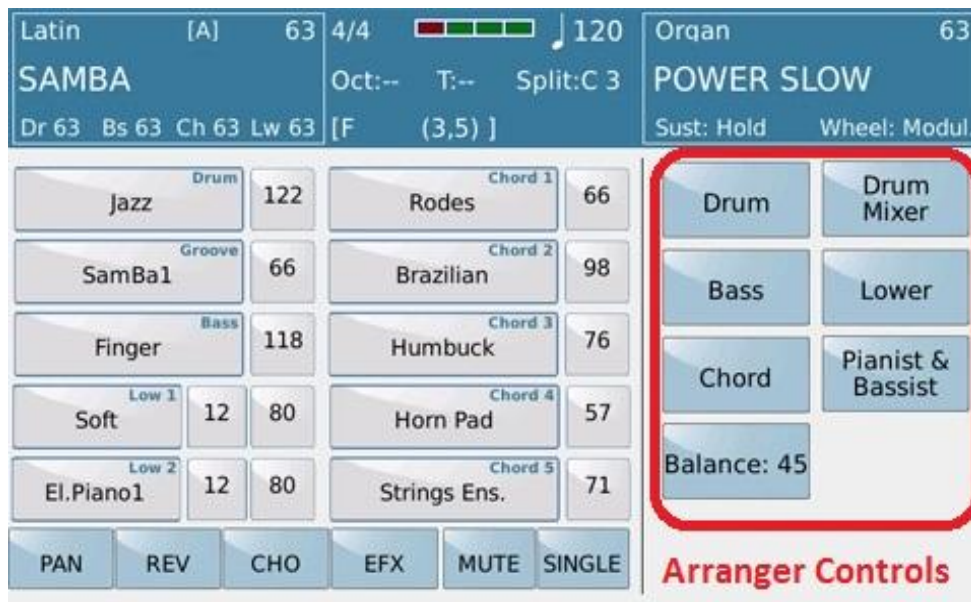 Latin [A] 63 4/4 120 Organ 63
SAMBA Oct:-- T:-- Split:C 3 POWER SLOW
Dr 63 Bs 63 Ch 63 Lw 63 [F (3,5) ] Sust: Hold Wheel: Modul
Drum Chord 1
Jazz 122 Rodes 66 Drum Drum
Mixer
Groove Chord 2
SamBa1 66 Brazilian 98 Bass Lower
Bass Chord 3
Finger 118 Humbuck 76 Chord Pianist &
Bassist
Low 1 Chord 4
Soft 12 80 Horn Pad 57
Balance: 45
Low 2 Chord 5
El.Piano1 12 80 Strings Ens. 71
PAN REV CHO EFX MUTE SINGLE
Arranger Controls